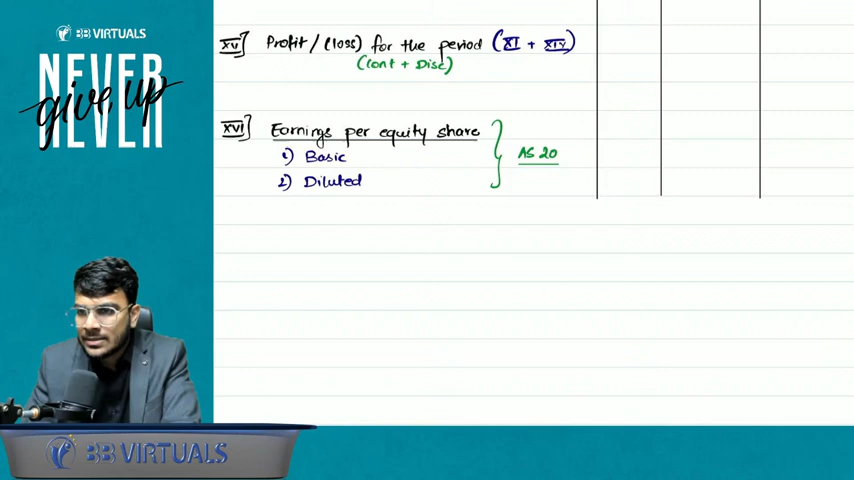 BB VIRTUALS
NEVER
give up
NEVER
XV] Profit / (loss) for the period (XI + XIV)
(Cont + Disc)
XVI] Earnings per equity share
1) Basic
2) Diluted
AS 20
BB VIRTUALS